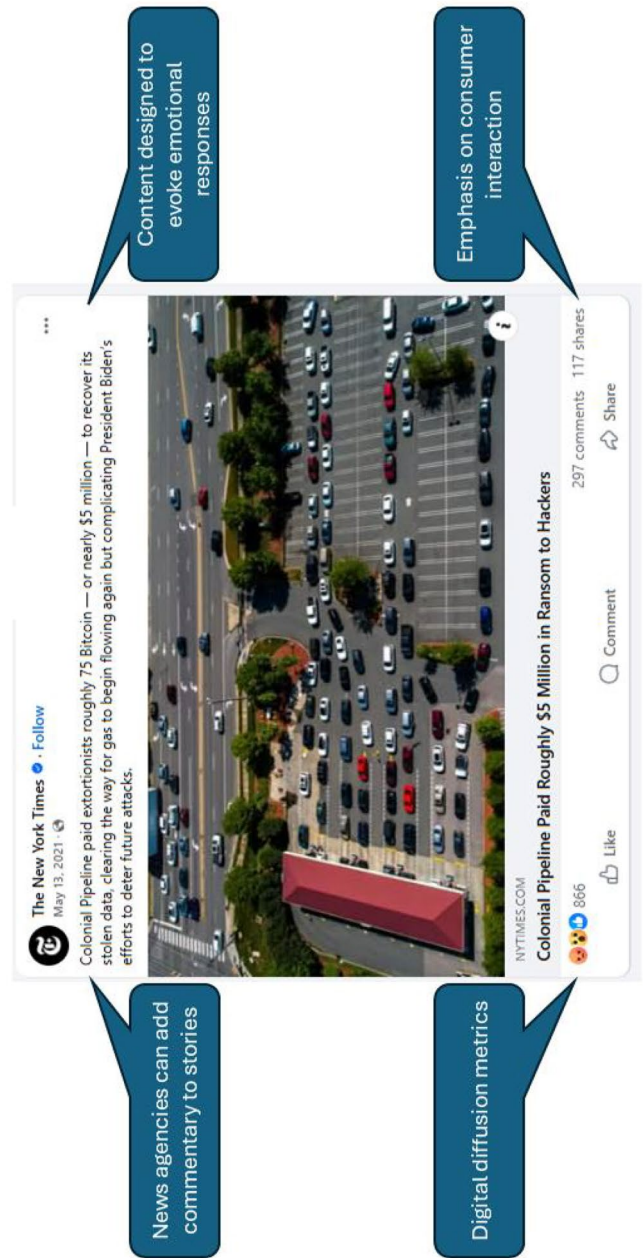 News agencies can add
commentary to stories
Content designed to
evoke emotional
responses
The New York Times · Follow
May 13, 2021 ·
Colonial Pipeline paid extortionists roughly 75 Bitcoin — or nearly $5 million — to recover its
stolen data, clearing the way for gas to begin flowing again but complicating President Biden's
efforts to deter future attacks.
NYTIMES.COM
Colonial Pipeline Paid Roughly $5 Million in Ransom to Hackers
866
297 comments 117 shares
Like Comment Share
Digital diffusion metrics
Emphasis on consumer
interaction